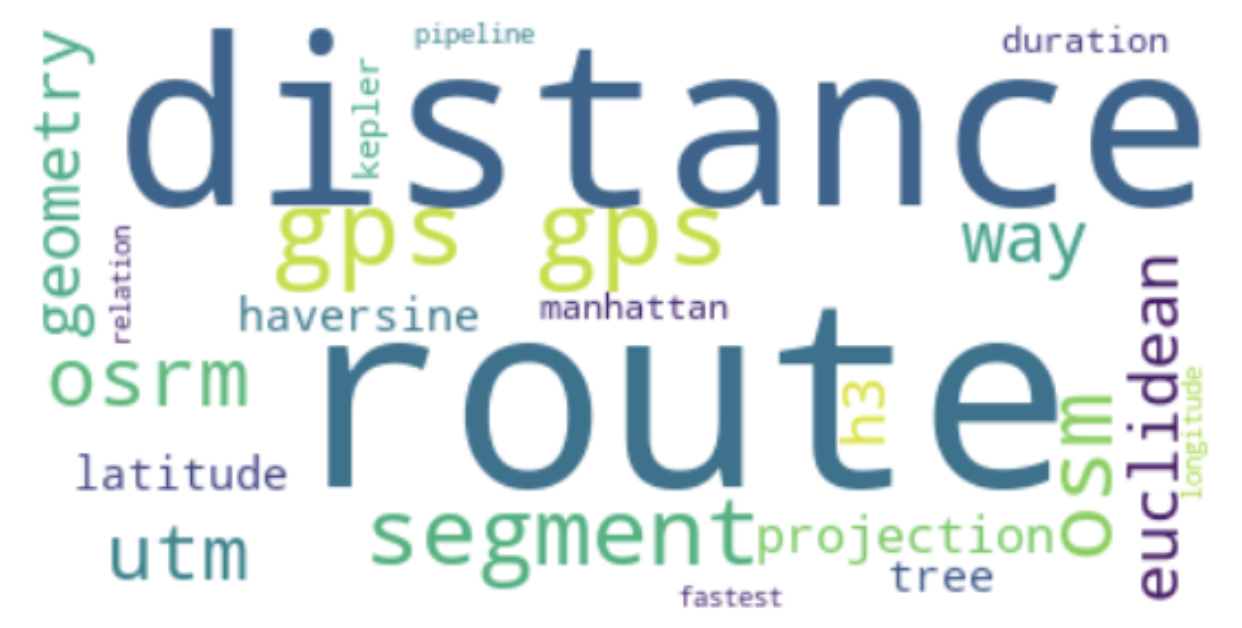 pipeline
duration
distance
kepler
geometry
gps
gps
way
relation
haversine
manhattan
route
euclidean
osrm
h3
longitude
osm
latitude
segment
projection
utm
tree
fastest